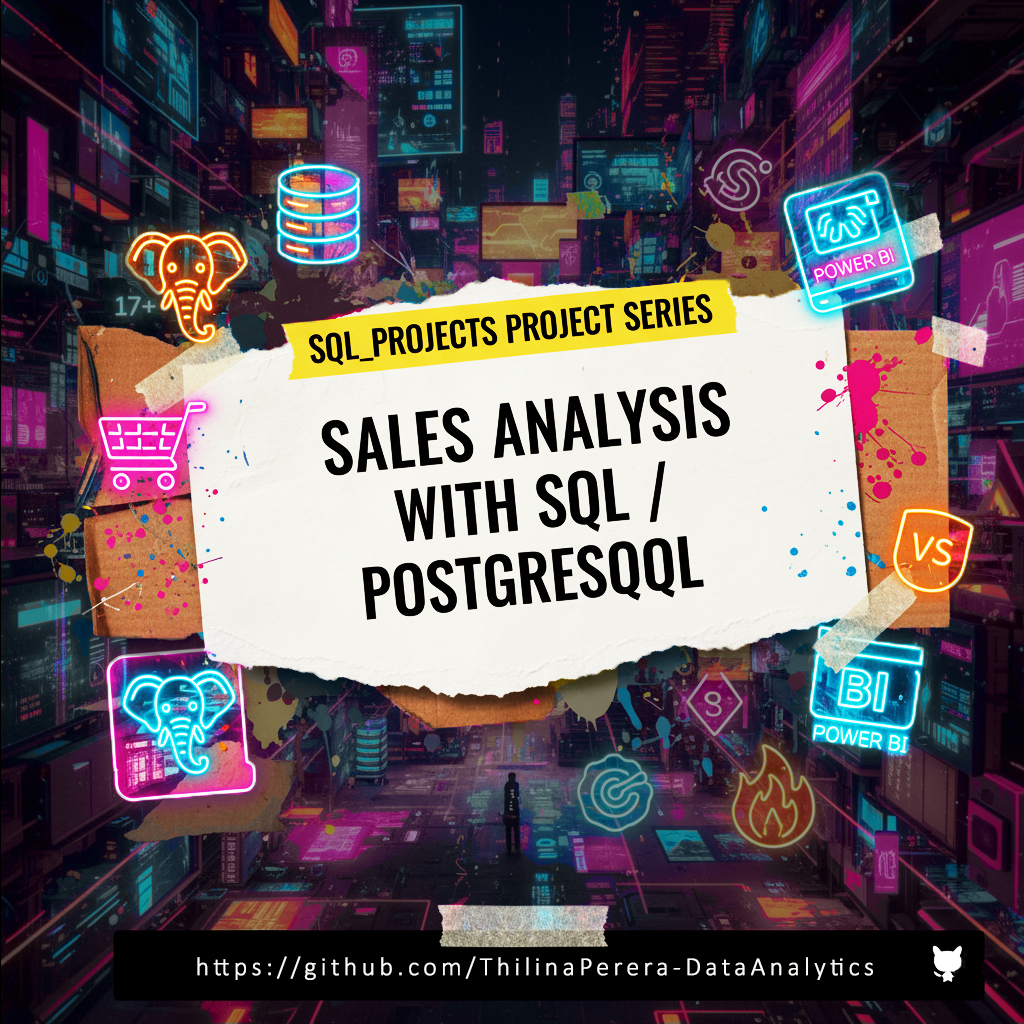 POWER BI
17+
SQL_PROJECTS PROJECT SERIES
SALES ANALYSIS
WITH SQL /
POSTGRESQQL
VS
BI
POWER BI
S
https://github.com/ThilinaPerera-DataAnalytics